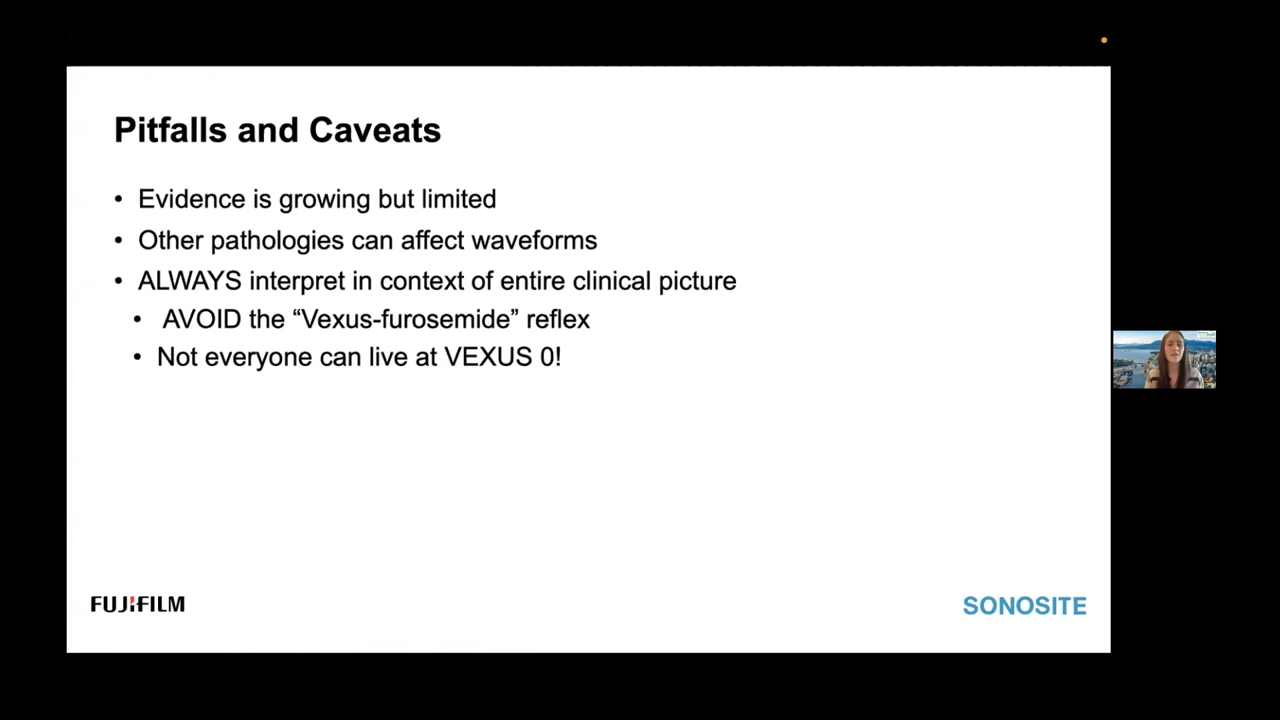 Pitfalls and Caveats
• Evidence is growing but limited
• Other pathologies can affect waveforms
• ALWAYS interpret in context of entire clinical picture
• AVOID the “Vexus-furosemide” reflex
• Not everyone can live at VEXUS 0!
FUJIFILM
SONOSITE